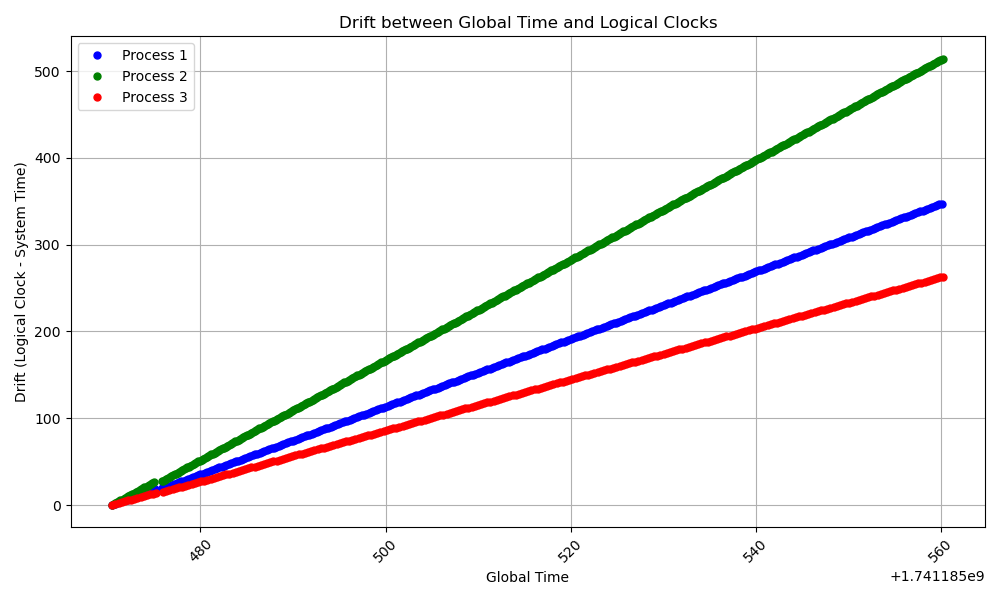 Drift between Global Time and Logical Clocks
Process 1
Process 2
Process 3
Drift (Logical Clock - System Time)
500
400
300
200
100
0
480
500
520
540
560
Global Time
+1.741185e9